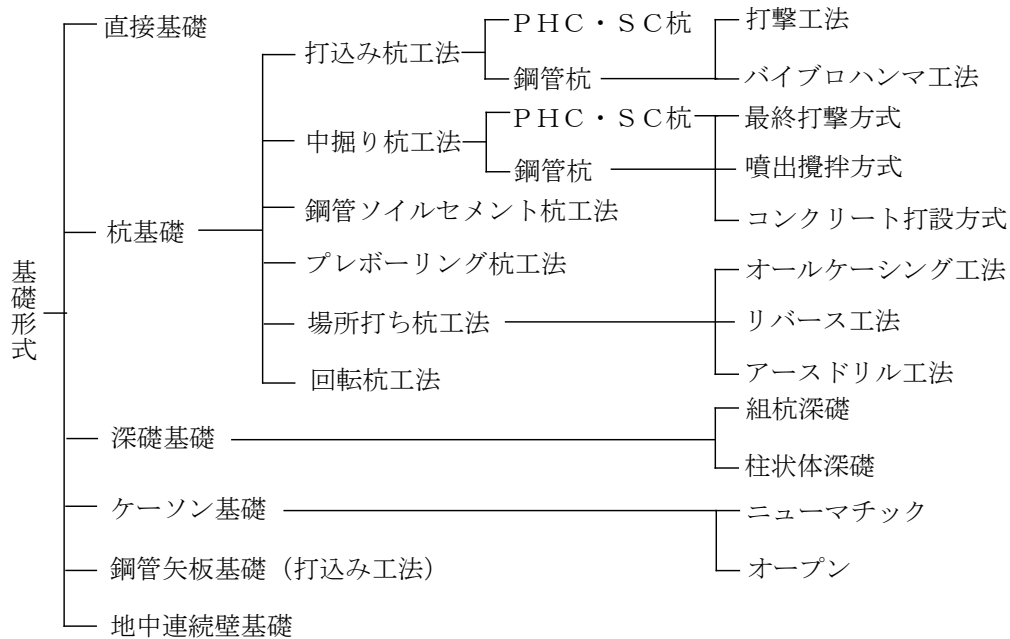 基礎形式
直接基礎
杭基礎
打込み杭工法
ＰＨＣ・ＳＣ杭
鋼管杭
打撃工法
バイブロハンマ工法
中掘り杭工法
ＰＨＣ・ＳＣ杭
鋼管杭
最終打撃方式
噴出攪拌方式
コンクリート打設方式
鋼管ソイルセメント杭工法
プレボーリング杭工法
場所打ち杭工法
オールケーシング工法
リバース工法
アースドリル工法
回転杭工法
深礎基礎
組杭深礎
柱状体深礎
ケーソン基礎
ニューマチック
オープン
鋼管矢板基礎（打込み工法）
地中連続壁基礎